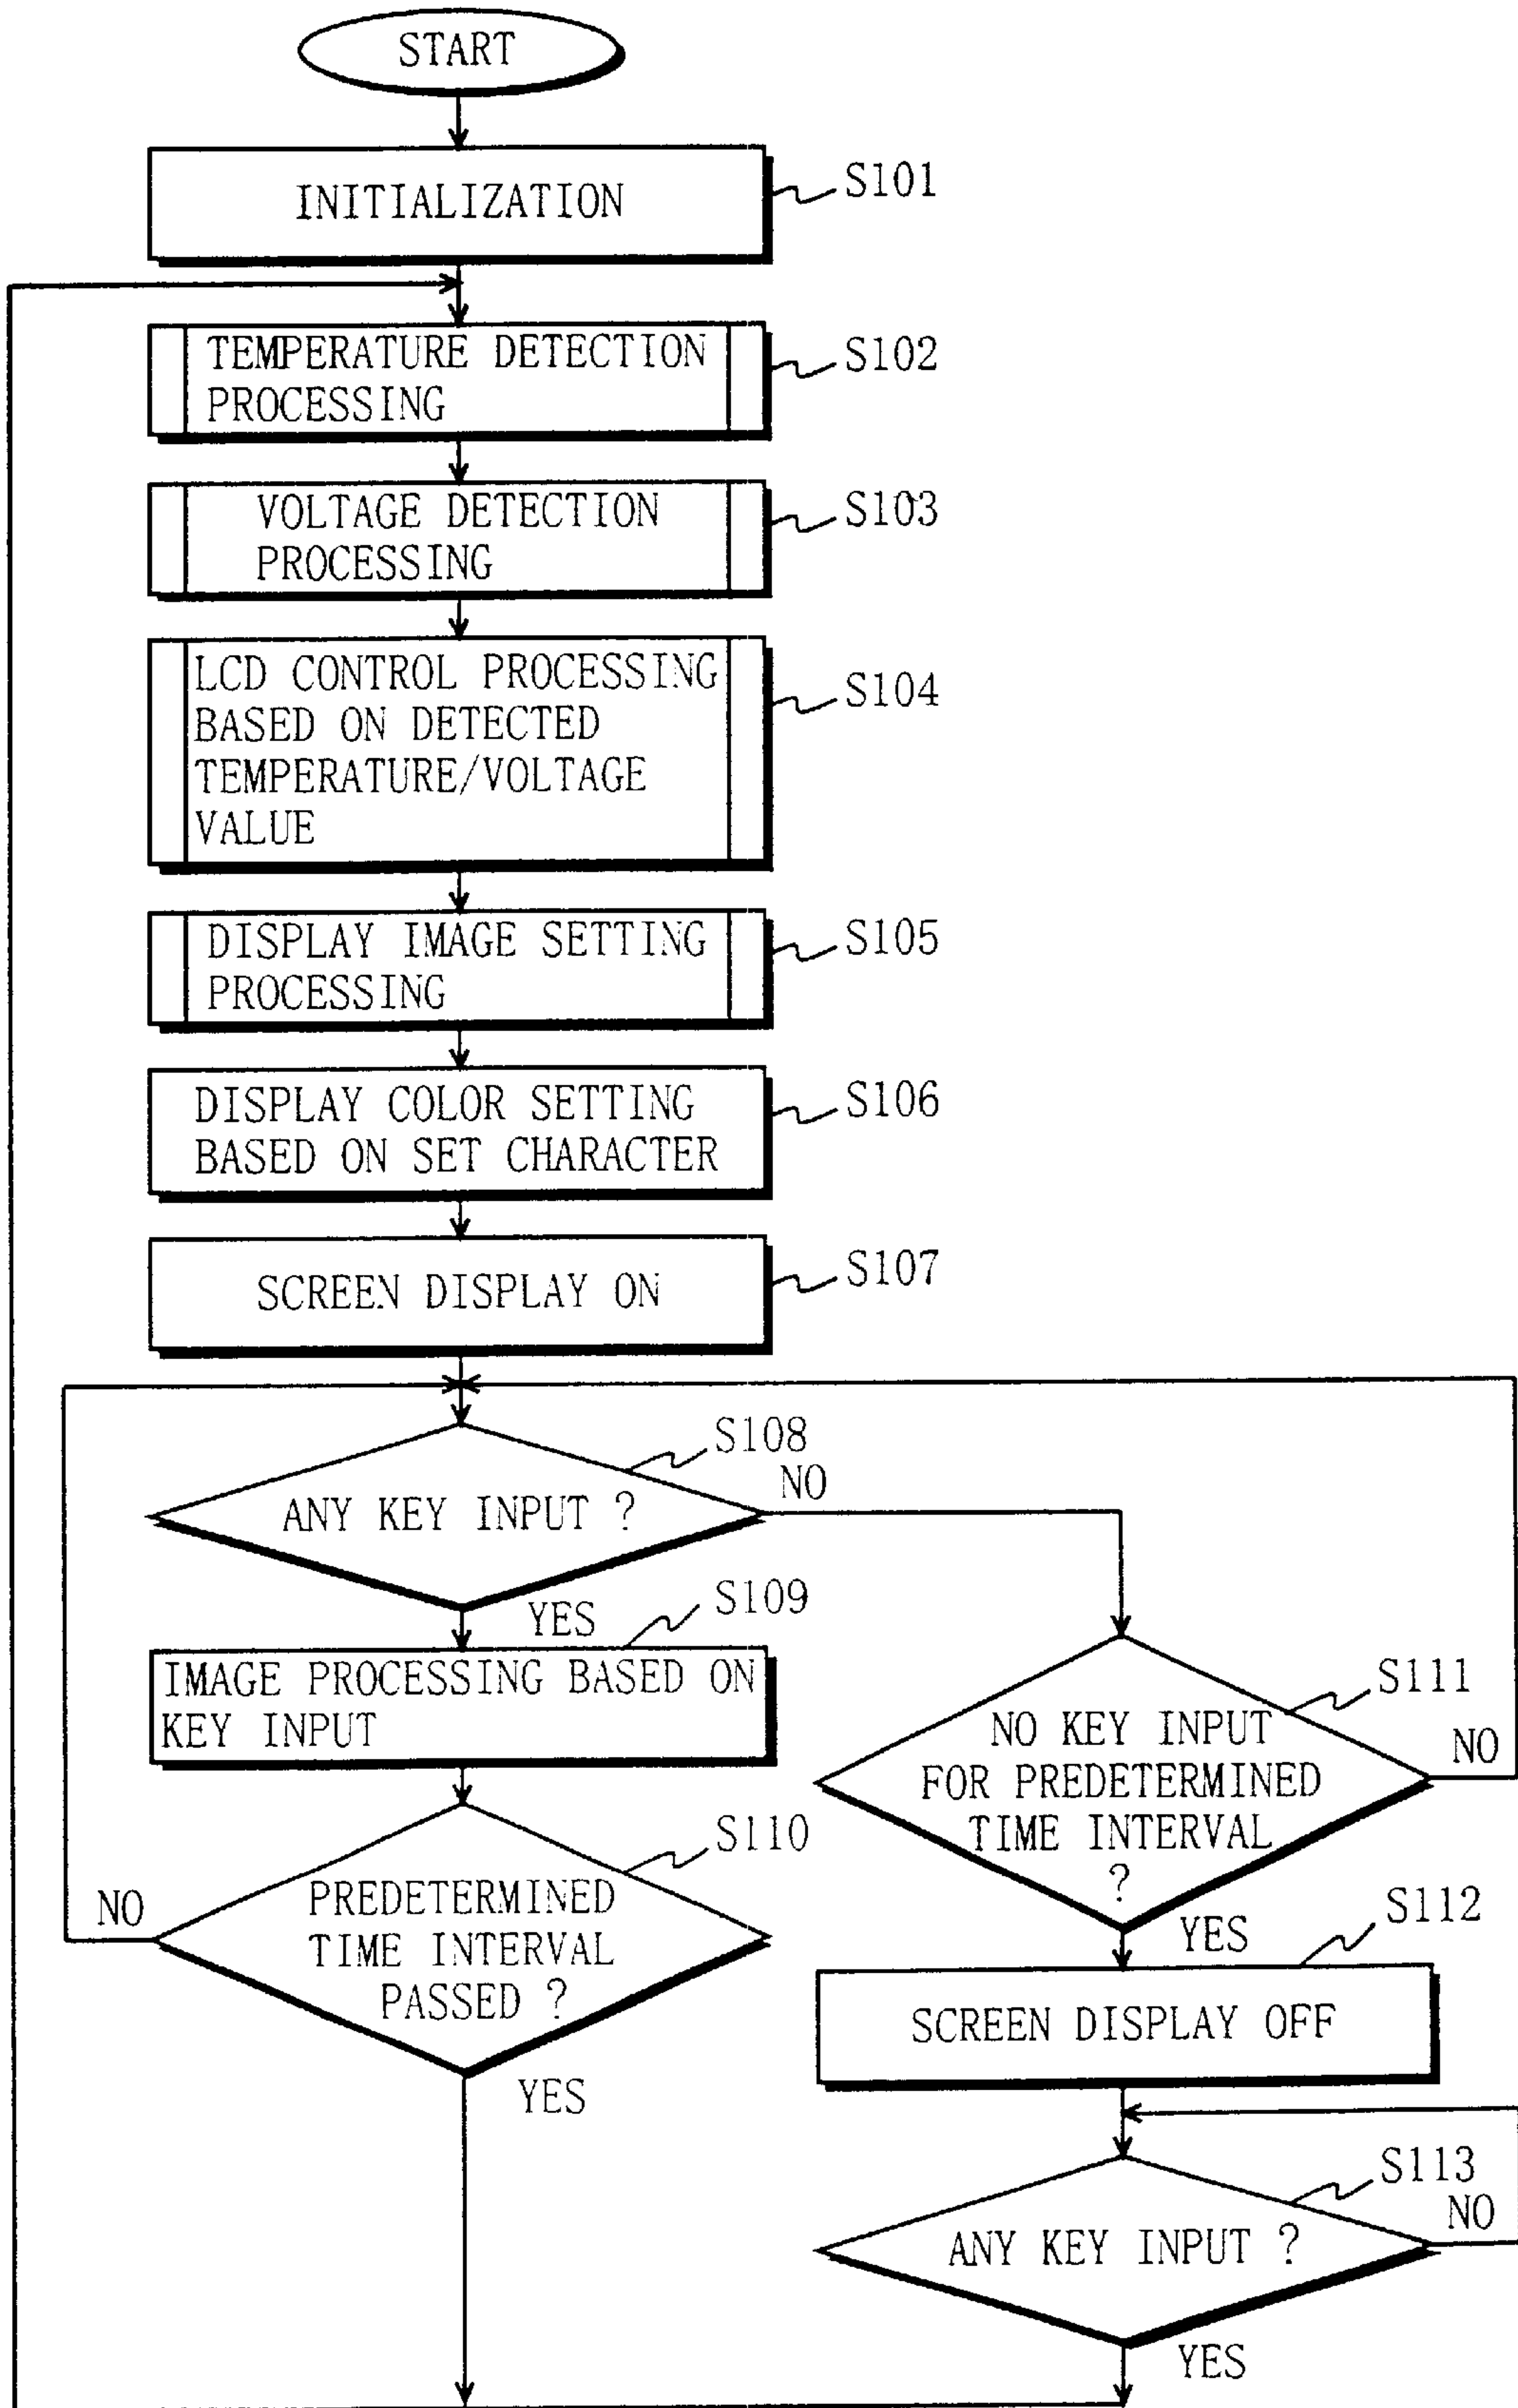 START
INITIALIZATION
S101
TEMPERATURE DETECTION
PROCESSING
S102
VOLTAGE DETECTION
PROCESSING
S103
LCD CONTROL PROCESSING
BASED ON DETECTED
TEMPERATURE/VOLTAGE
VALUE
S104
DISPLAY IMAGE SETTING
PROCESSING
S105
DISPLAY COLOR SETTING
BASED ON SET CHARACTER
S106
SCREEN DISPLAY ON
S107
S108
NO
ANY KEY INPUT ?
YES
S109
IMAGE PROCESSING BASED ON
KEY INPUT
S110
NO
PREDETERMINED
TIME INTERVAL
PASSED ?
YES
S111
NO
NO KEY INPUT
FOR PREDETERMINED
TIME INTERVAL
?
YES
S112
SCREEN DISPLAY OFF
S113
NO
ANY KEY INPUT ?
YES